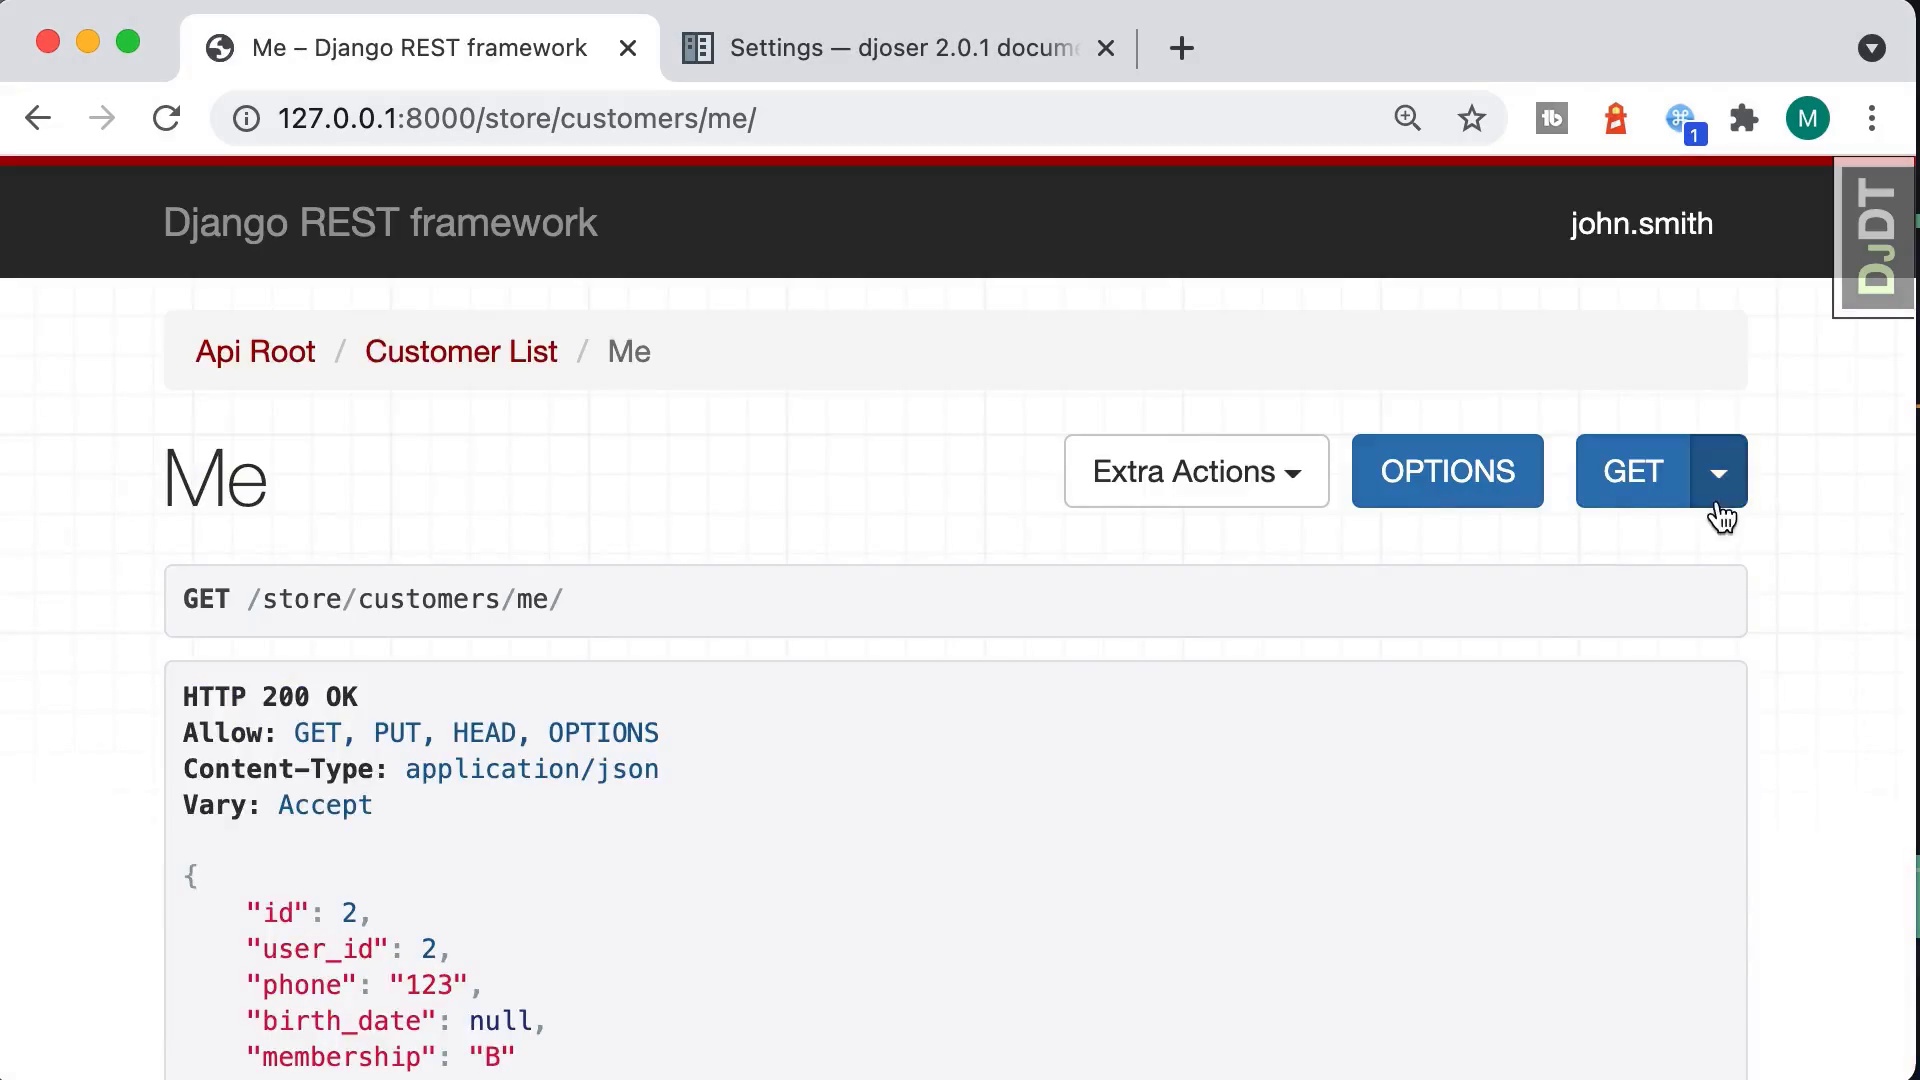 Me – Django REST framework
Settings — djoser 2.0.1 docum
127.0.0.1:8000/store/customers/me/
1
M
Django REST framework
john.smith
DJDT
Api Root / Customer List / Me
Me
Extra Actions
OPTIONS
GET
GET /store/customers/me/
HTTP 200 OK
Allow: GET, PUT, HEAD, OPTIONS
Content-Type: application/json
Vary: Accept
{
"id": 2,
"user_id": 2,
"phone": "123",
"birth_date": null,
"membership": "B"